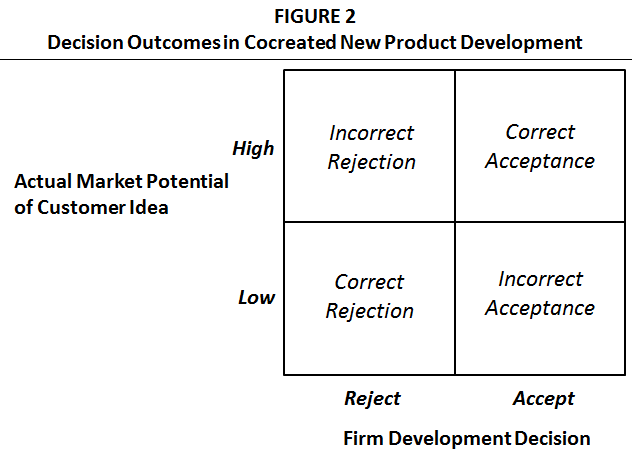 FIGURE 2
Decision Outcomes in Cocreated New Product Development
High
Incorrect
Rejection
Correct
Acceptance
Actual Market Potential
of Customer Idea
Low
Correct
Rejection
Incorrect
Acceptance
Reject
Accept
Firm Development Decision